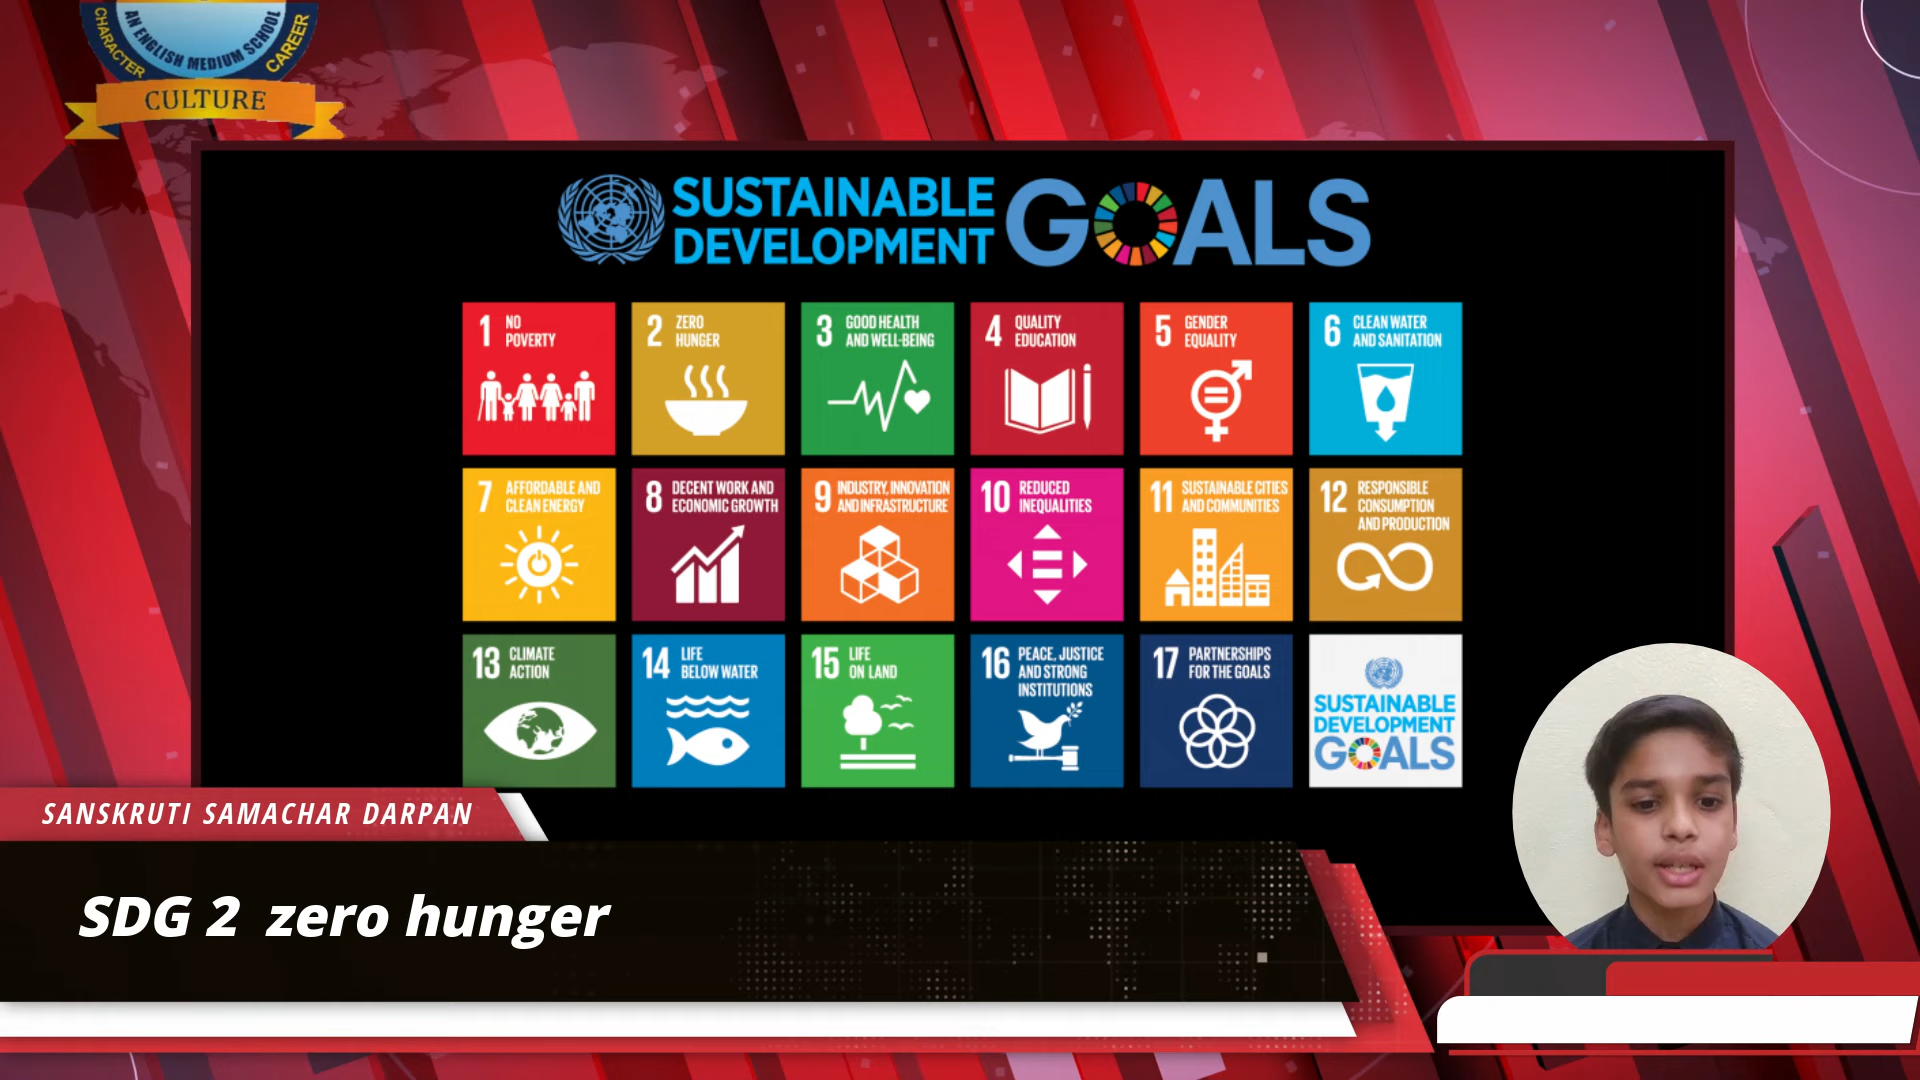 AN ENGLISH MEDIUM SCHOOL
CHARACTER
CAREER
CULTURE
SUSTAINABLE
DEVELOPMENT
GOALS
1 NO
POVERTY
2 ZERO
HUNGER
3 GOOD HEALTH
AND WELL-BEING
4 QUALITY
EDUCATION
5 GENDER
EQUALITY
6 CLEAN WATER
AND SANITATION
7 AFFORDABLE AND
CLEAN ENERGY
8 DECENT WORK AND
ECONOMIC GROWTH
9 INDUSTRY, INNOVATION
AND INFRASTRUCTURE
10 REDUCED
INEQUALITIES
11 SUSTAINABLE CITIES
AND COMMUNITIES
12 RESPONSIBLE
CONSUMPTION
AND PRODUCTION
13 CLIMATE
ACTION
14 LIFE
BELOW WATER
15 LIFE
ON LAND
16 PEACE, JUSTICE
AND STRONG
INSTITUTIONS
17 PARTNERSHIPS
FOR THE GOALS
SUSTAINABLE
DEVELOPMENT
GOALS
SANSKRUTI SAMACHAR DARPAN
SDG 2 zero hunger